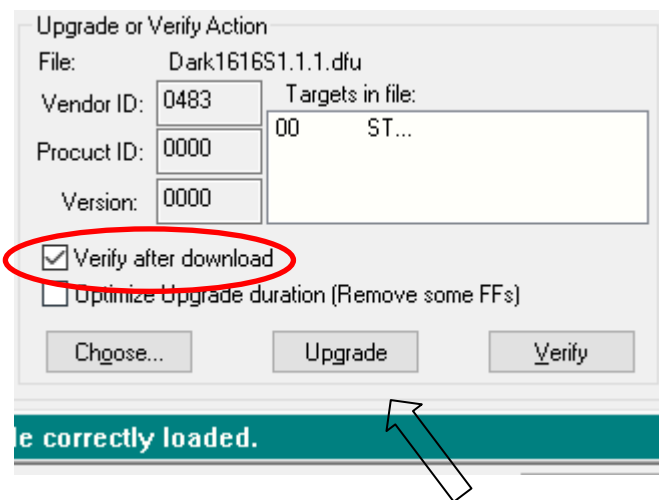 Upgrade or Verify Action
File: Dark1616S1.1.1.dfu
Vendor ID: 0483
Targets in file:
00 ST...
Procuct ID: 0000
Version: 0000
Verify after download
Optimize Upgrade duration (Remove some FFs)
Choose... Upgrade Verify
le correctly loaded.